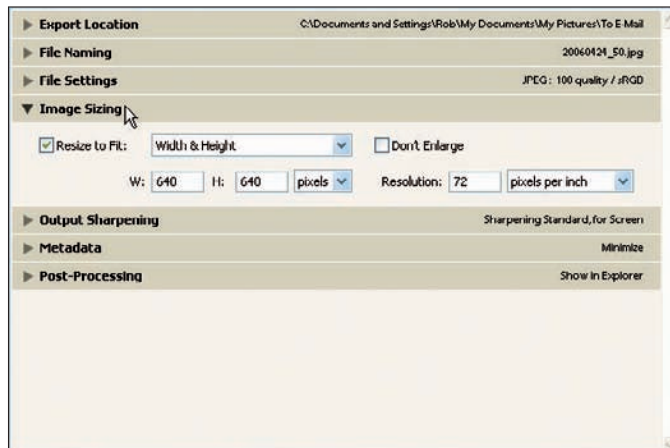 Export Location C:\Documents and Settings\Rob\My Documents\My Pictures\To E-Mail
File Naming 20060424_50.jpg
File Settings JPEG: 100 quality / sRGD
Image Sizing
Resize to Fit: Width & Height Don't Enlarge
W: 640 H: 640 pixels Resolution: 72 pixels per inch
Output Sharpening Sharpening Standard, for Screen
Metadata Minimize
Post-Processing Show in Explorer